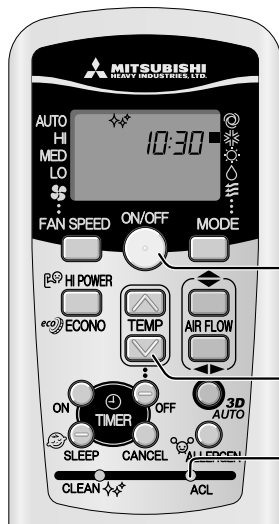 MITSUBISHI
HEAVY INDUSTRIES, LTD.
AUTO
HI
MED
LO
10:30
FAN SPEED ON/OFF MODE
HI POWER
eco ECONO
TEMP
AIR FLOW
ON TIMER OFF
3D
AUTO
SLEEP CANCEL ALLERGEN
CLEAN ACL